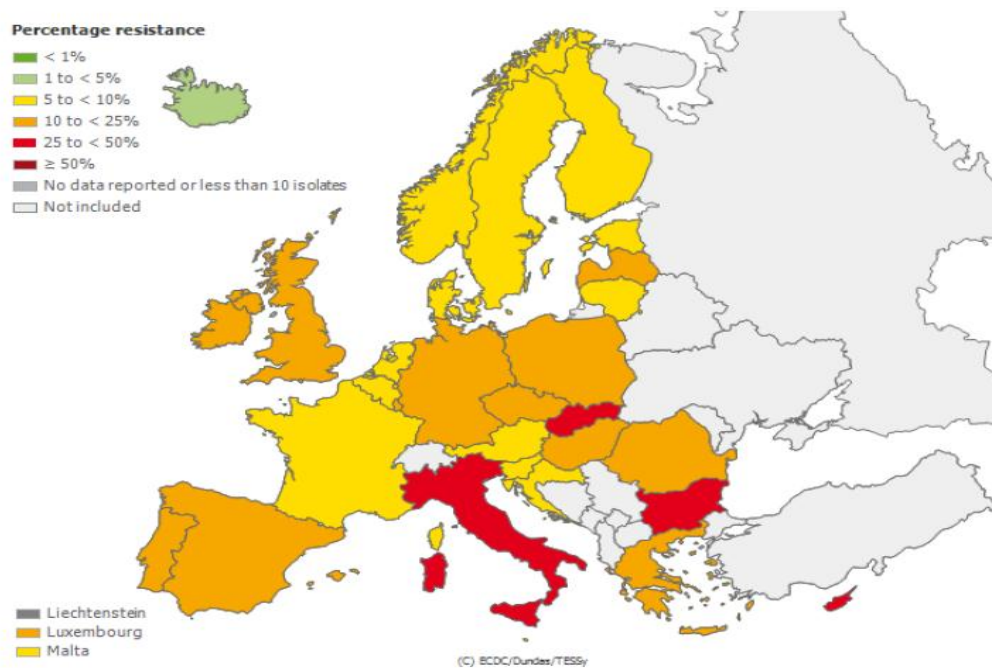 Percentage resistance
< 1%
1 to < 5%
5 to < 10%
10 to < 25%
25 to < 50%
≥ 50%
No data reported or less than 10 isolates
Not included
Liechtenstein
Luxembourg
Malta
(C) ECDC/Dundas/TESSy